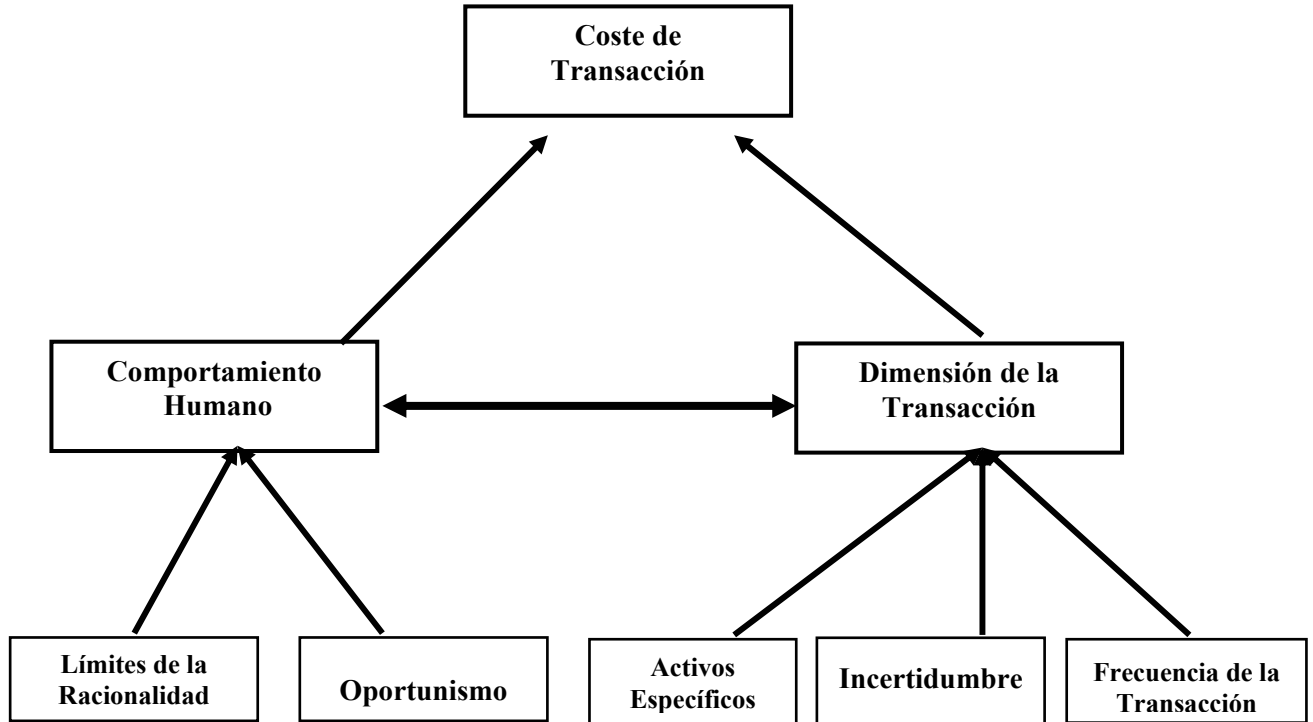 Coste de
Transacción
Comportamiento
Humano
Dimensión de la
Transacción
Límites de la
Racionalidad
Oportunismo
Activos
Específicos
Incertidumbre
Frecuencia de la
Transacción